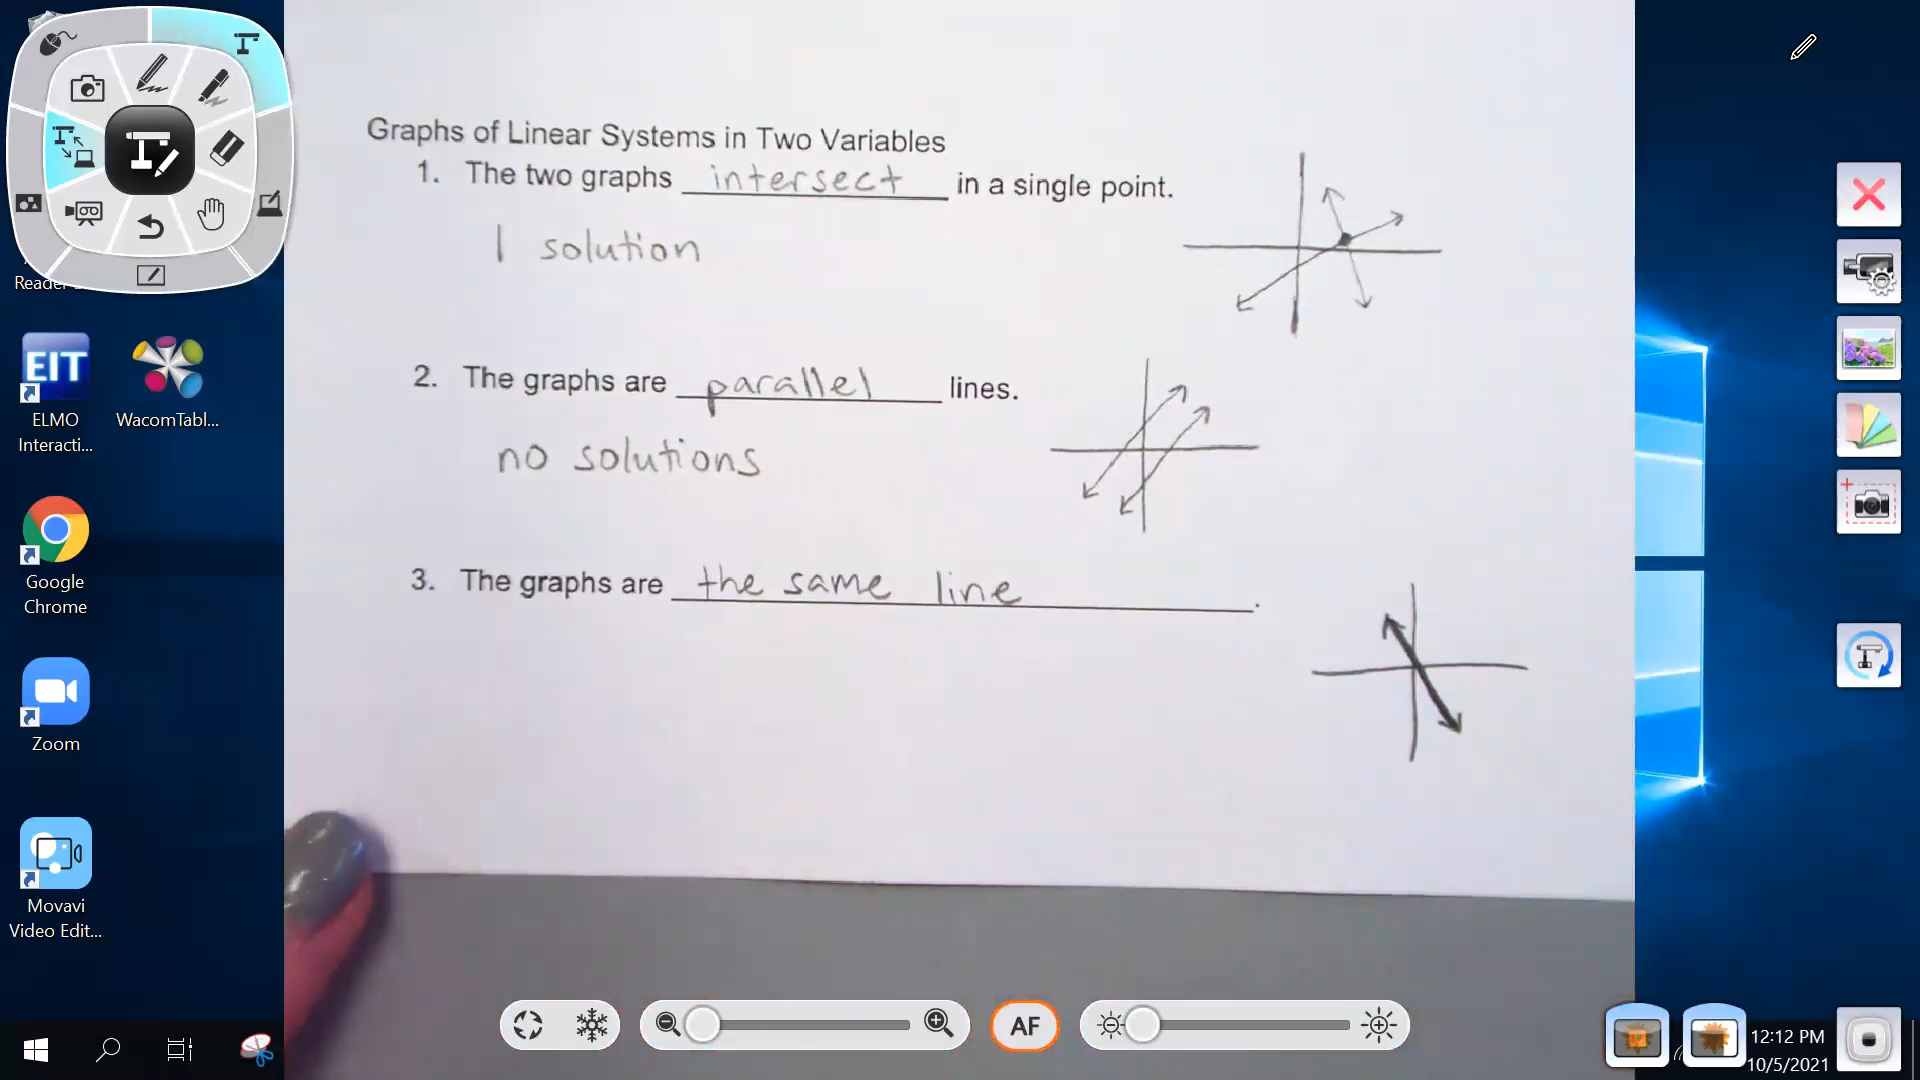 Graphs of Linear Systems in Two Variables
1. The two graphs intersect in a single point.
1 solution
2. The graphs are parallel lines.
no solutions
3. The graphs are the same line.
Reader
EIT
ELMO
Interacti...
WacomTabl...
Google
Chrome
Zoom
Movavi
Video Edit...
AF
12:12 PM
10/5/2021